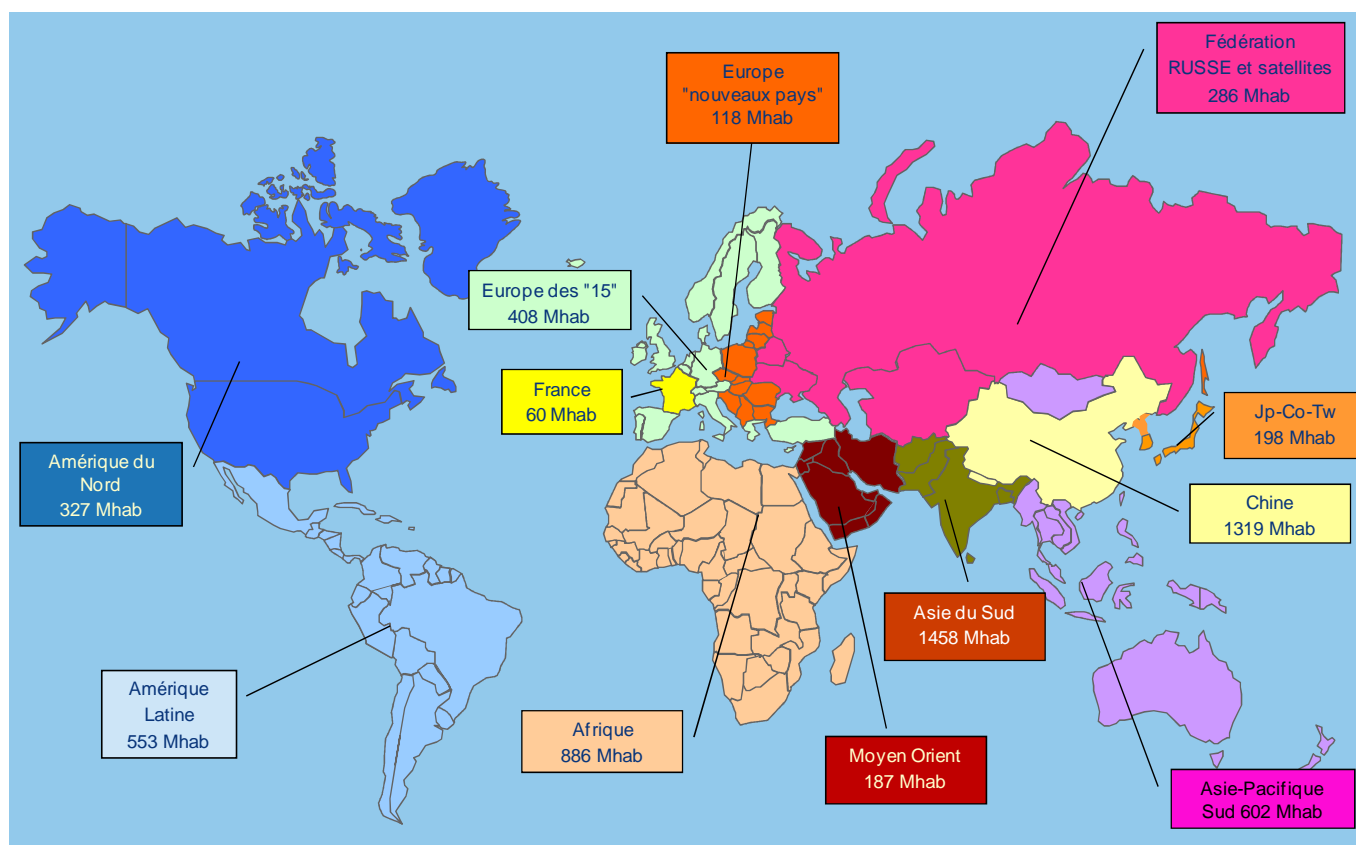 Fédération
RUSSE et satellites
286 Mhab
Europe
"nouveaux pays"
118 Mhab
Europe des "15"
408 Mhab
France
60 Mhab
Jp-Co-Tw
198 Mhab
Amérique du
Nord
327 Mhab
Chine
1319 Mhab
Asie du Sud
1458 Mhab
Amérique
Latine
553 Mhab
Afrique
886 Mhab
Moyen Orient
187 Mhab
Asie-Pacifique
Sud 602 Mhab